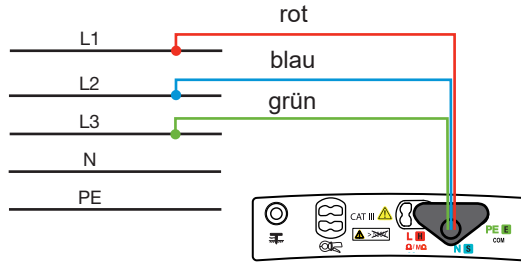 rot
L1
blau
L2
grün
L3
N
PE
CAT III
L H
Ω/MΩ
N S
PE E
COM